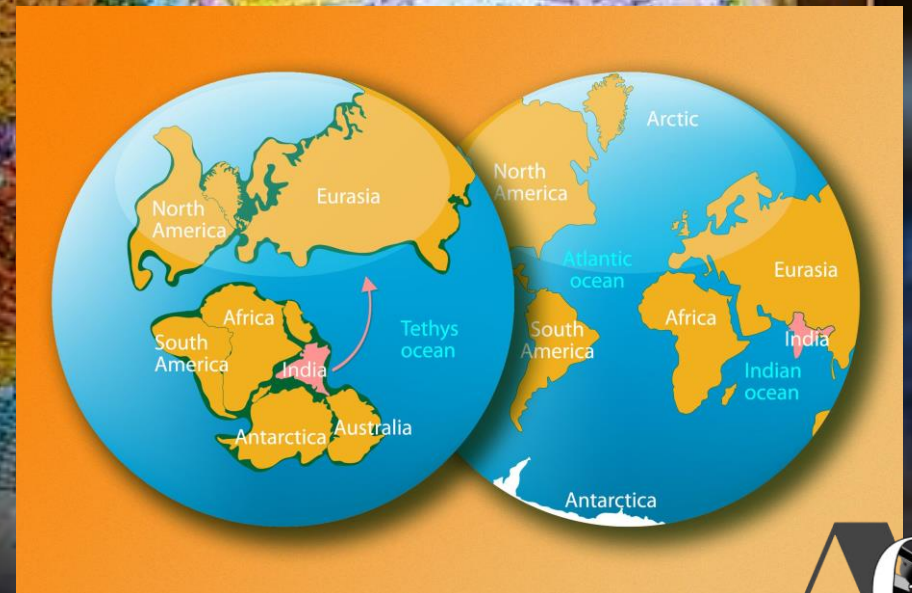 North
America
Eurasia
Africa
South
America
India
Tethys
ocean
Antarctica
Australia
Arctic
North
America
Atlantic
ocean
Eurasia
Africa
South
America
India
Indian
ocean
Antarctica